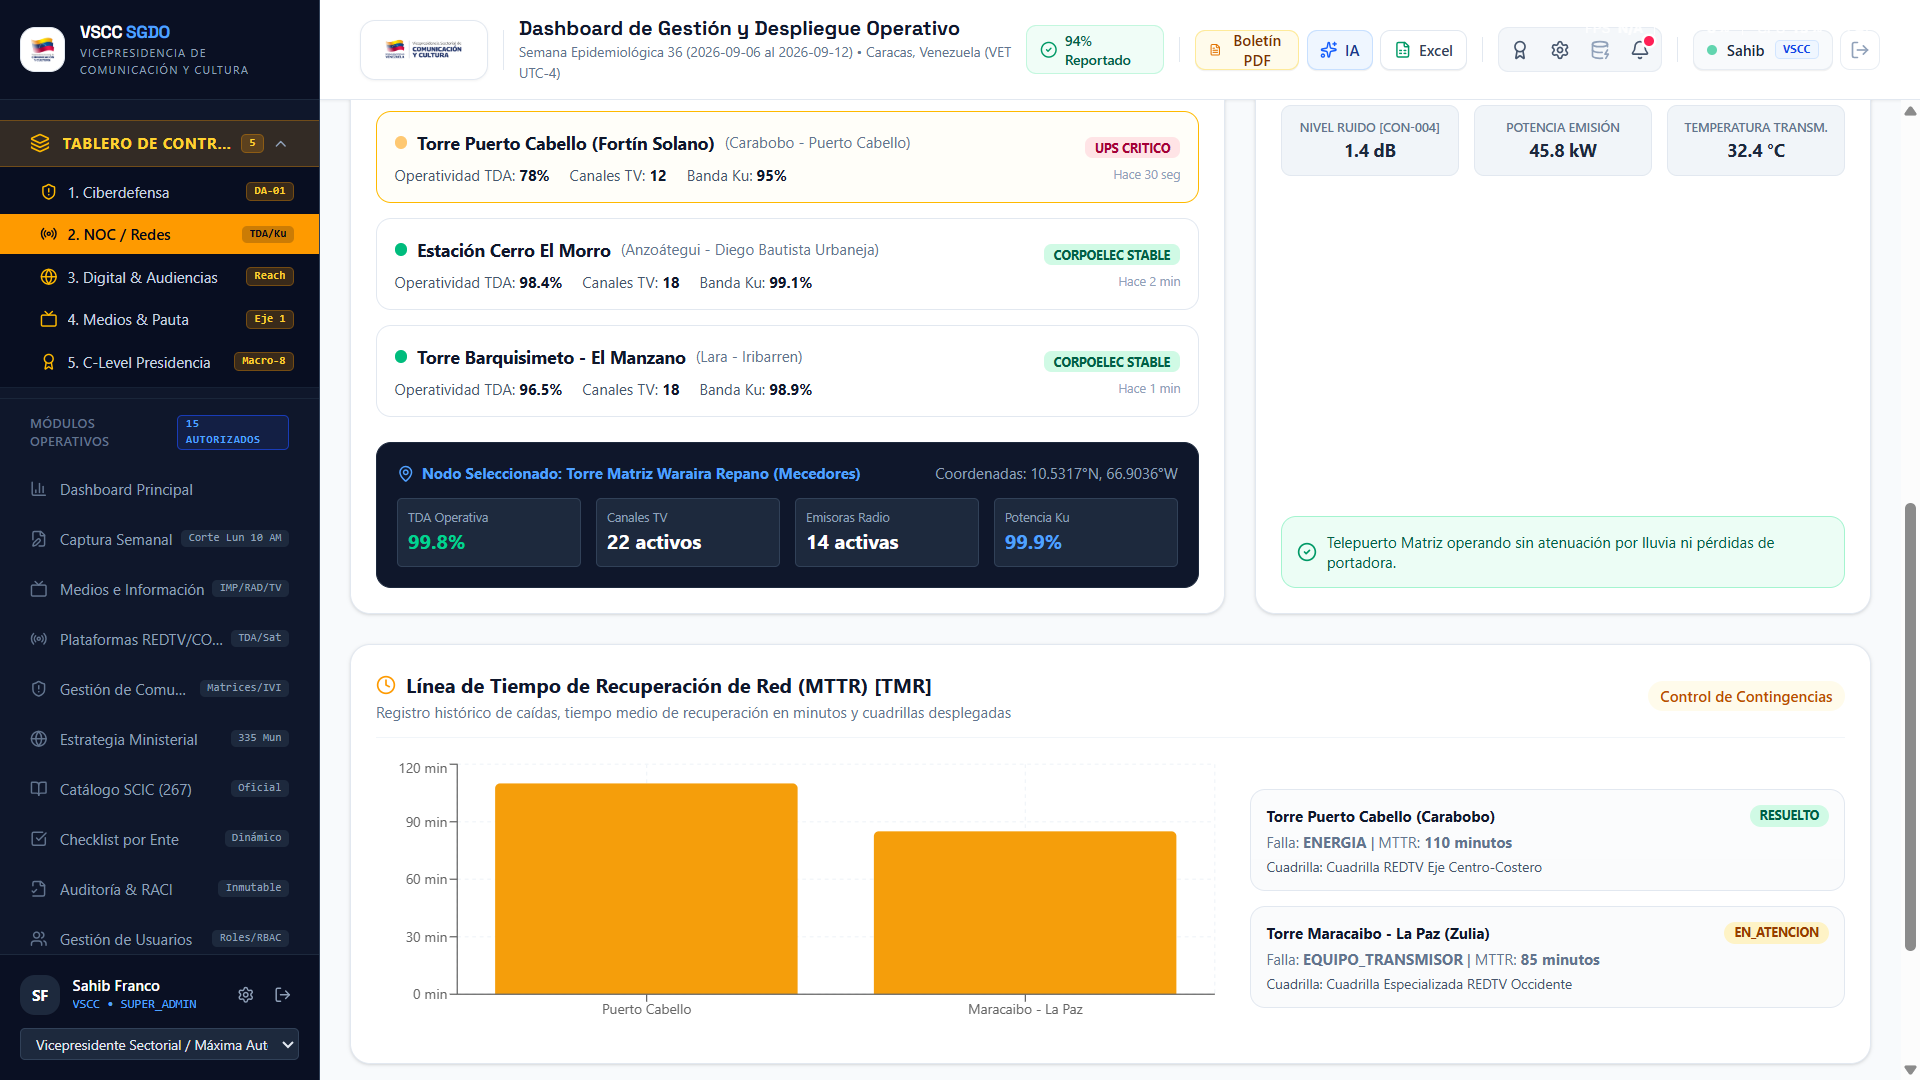 VSCC SGDO
VICEPRESIDENCIA DE
COMUNICACIÓN Y CULTURA
TABLERO DE CONTR... 5
1. Ciberdefensa DA-01
2. NOC / Redes TDA/Ku
3. Digital & Audiencias Reach
4. Medios & Pauta Eje 1
5. C-Level Presidencia Macro-8
MÓDULOS
OPERATIVOS
15
AUTORIZADOS
Dashboard Principal
Captura Semanal Corte Lun 10 AM
Medios e Información IMP/RAD/TV
Plataformas REDTV/CO... TDA/Sat
Gestión de Comu... Matrices/IVI
Estrategia Ministerial 335 Mun
Catálogo SCIC (267) Oficial
Checklist por Ente Dinámico
Auditoría & RACI Inmutable
Gestión de Usuarios Roles/RBAC
SF
Sahib Franco
VSCC • SUPER_ADMIN
Vicepresidente Sectorial / Máxima Aut
COMUNICACIÓN
Y CULTURA
Dashboard de Gestión y Despliegue Operativo
Semana Epidemiológica 36 (2026-09-06 al 2026-09-12) • Caracas, Venezuela (VET
UTC-4)
94%
Reportado
Boletín
PDF
IA
Excel
Sahib VSCC
Torre Puerto Cabello (Fortín Solano) (Carabobo - Puerto Cabello)
UPS CRITICO
Operatividad TDA: 78% Canales TV: 12 Banda Ku: 95%
Hace 30 seg
Estación Cerro El Morro (Anzoátegui - Diego Bautista Urbaneja)
CORPOELEC STABLE
Operatividad TDA: 98.4% Canales TV: 18 Banda Ku: 99.1%
Hace 2 min
Torre Barquisimeto - El Manzano (Lara - Iribarren)
CORPOELEC STABLE
Operatividad TDA: 96.5% Canales TV: 18 Banda Ku: 98.9%
Hace 1 min
Nodo Seleccionado: Torre Matriz Waraira Repano (Mecedores)
Coordenadas: 10.5317°N, 66.9036°W
TDA Operativa
99.8%
Canales TV
22 activos
Emisoras Radio
14 activas
Potencia Ku
99.9%
NIVEL RUIDO [CON-004]
1.4 dB
POTENCIA EMISIÓN
45.8 kW
TEMPERATURA TRANSM.
32.4 °C
Telepuerto Matriz operando sin atenuación por lluvia ni pérdidas de
portadora.
Línea de Tiempo de Recuperación de Red (MTTR) [TMR]
Registro histórico de caídas, tiempo medio de recuperación en minutos y cuadrillas desplegadas
Control de Contingencias
120 min
90 min
60 min
30 min
0 min
Puerto Cabello
Maracaibo - La Paz
Torre Puerto Cabello (Carabobo)
RESUELTO
Falla: ENERGIA | MTTR: 110 minutos
Cuadrilla: Cuadrilla REDTV Eje Centro-Costero
Torre Maracaibo - La Paz (Zulia)
EN_ATENCION
Falla: EQUIPO_TRANSMISOR | MTTR: 85 minutos
Cuadrilla: Cuadrilla Especializada REDTV Occidente